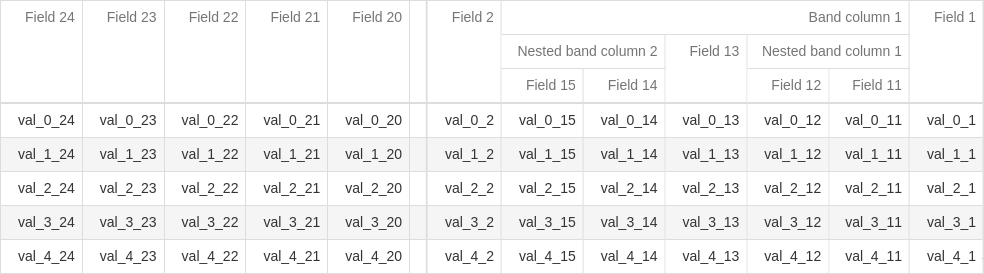 Field 24 Field 23 Field 22 Field 21 Field 20 Field 2 Band column 1 Field 1
Nested band column 2 Field 13 Nested band column 1
Field 15 Field 14 Field 12 Field 11
val_0_24 val_0_23 val_0_22 val_0_21 val_0_20 val_0_2 val_0_15 val_0_14 val_0_13 val_0_12 val_0_11 val_0_1
val_1_24 val_1_23 val_1_22 val_1_21 val_1_20 val_1_2 val_1_15 val_1_14 val_1_13 val_1_12 val_1_11 val_1_1
val_2_24 val_2_23 val_2_22 val_2_21 val_2_20 val_2_2 val_2_15 val_2_14 val_2_13 val_2_12 val_2_11 val_2_1
val_3_24 val_3_23 val_3_22 val_3_21 val_3_20 val_3_2 val_3_15 val_3_14 val_3_13 val_3_12 val_3_11 val_3_1
val_4_24 val_4_23 val_4_22 val_4_21 val_4_20 val_4_2 val_4_15 val_4_14 val_4_13 val_4_12 val_4_11 val_4_1